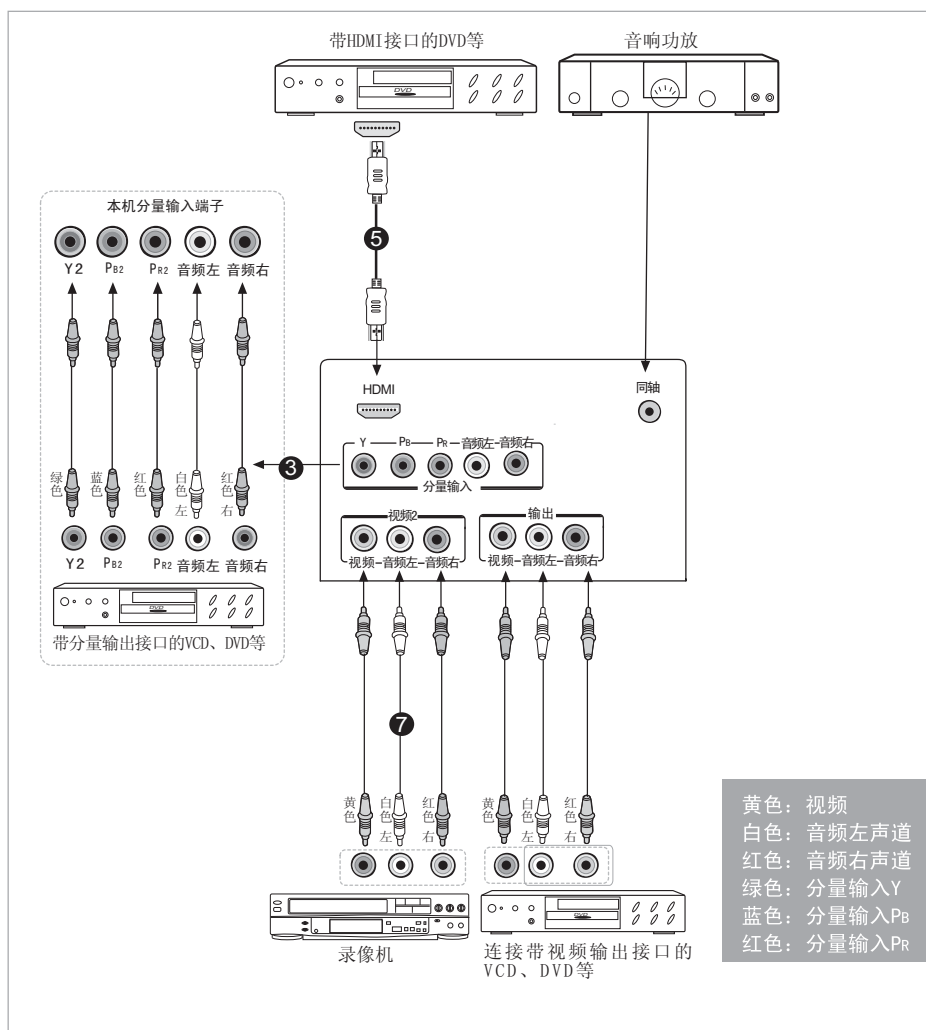 带HDMI接口的DVD等
音响功放
DVD
本机分量输入端子
Y2 PB2 PR2 音频左 音频右
5
HDMI
同轴
Y PB PR 音频左 音频右
分量输入
3
绿色 蓝色 红色 白色左 红色右
Y2 PB2 PR2 音频左 音频右
DVD
带分量输出接口的VCD、DVD等
视频2
视频 音频左 音频右
输出
视频 音频左 音频右
7
黄色 白色左 红色右
黄色 白色左 红色右
录像机
DVD
连接带视频输出接口的
VCD、DVD等
黄色：视频
白色：音频左声道
红色：音频右声道
绿色：分量输入Y
蓝色：分量输入PB
红色：分量输入PR